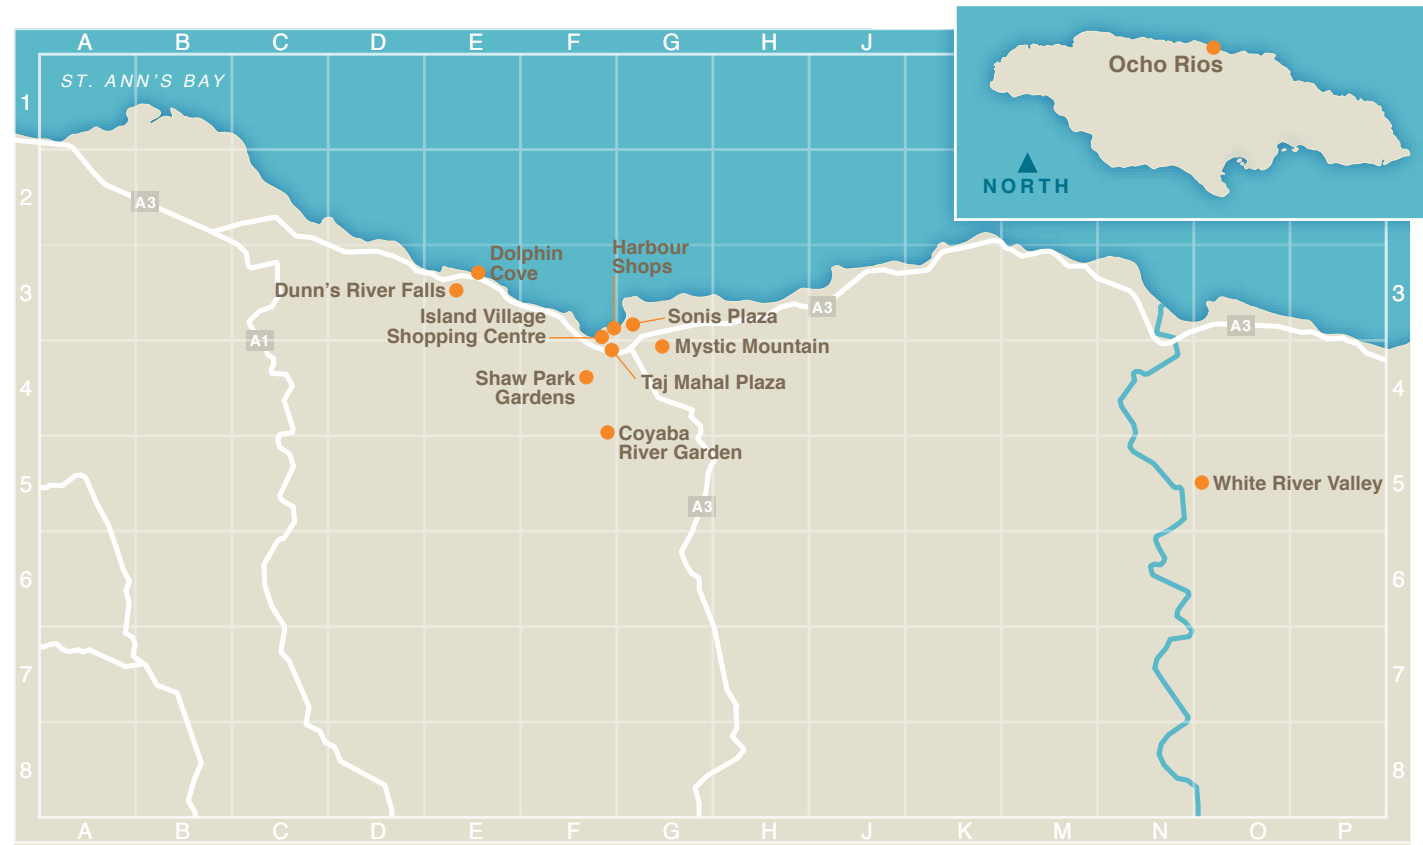 A B C D E F G H J
Ocho Rios
ST. ANN'S BAY
1
NORTH
2
A3
Harbour
Shops
Dolphin
Cove
3
Dunn's River Falls
3
A3
Island Village
Shopping Centre
Sonis Plaza
A3
A1
Mystic Mountain
Shaw Park
Gardens
Taj Mahal Plaza
4
4
Coyaba
River Garden
5
White River Valley
5
A3
6
6
7
7
8
8
A B C D E F G H J K M N O P